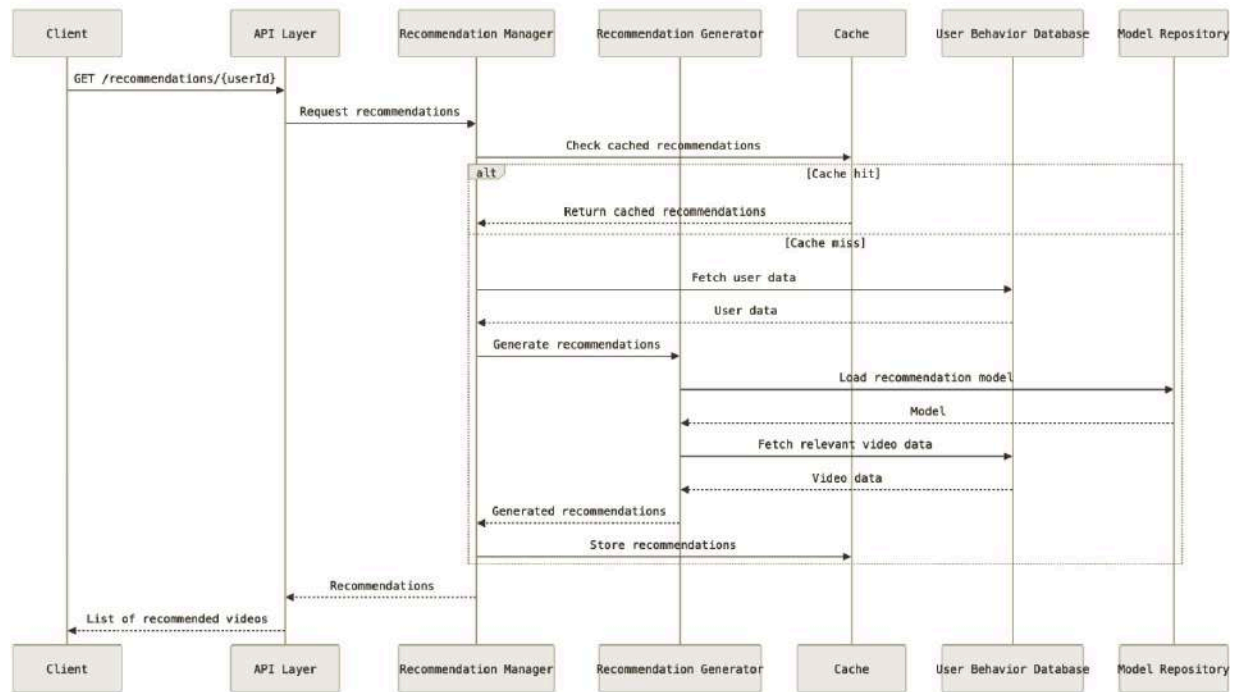 Client
API Layer
Recommendation Manager
Recommendation Generator
Cache
User Behavior Database
Model Repository
GET /recommendations/{userId}
Request recommendations
Check cached recommendations
alt
[Cache hit]
Return cached recommendations
[Cache miss]
Fetch user data
User data
Generate recommendations
Load recommendation model
Model
Fetch relevant video data
Video data
Generated recommendations
Store recommendations
Recommendations
List of recommended videos
Client
API Layer
Recommendation Manager
Recommendation Generator
Cache
User Behavior Database
Model Repository